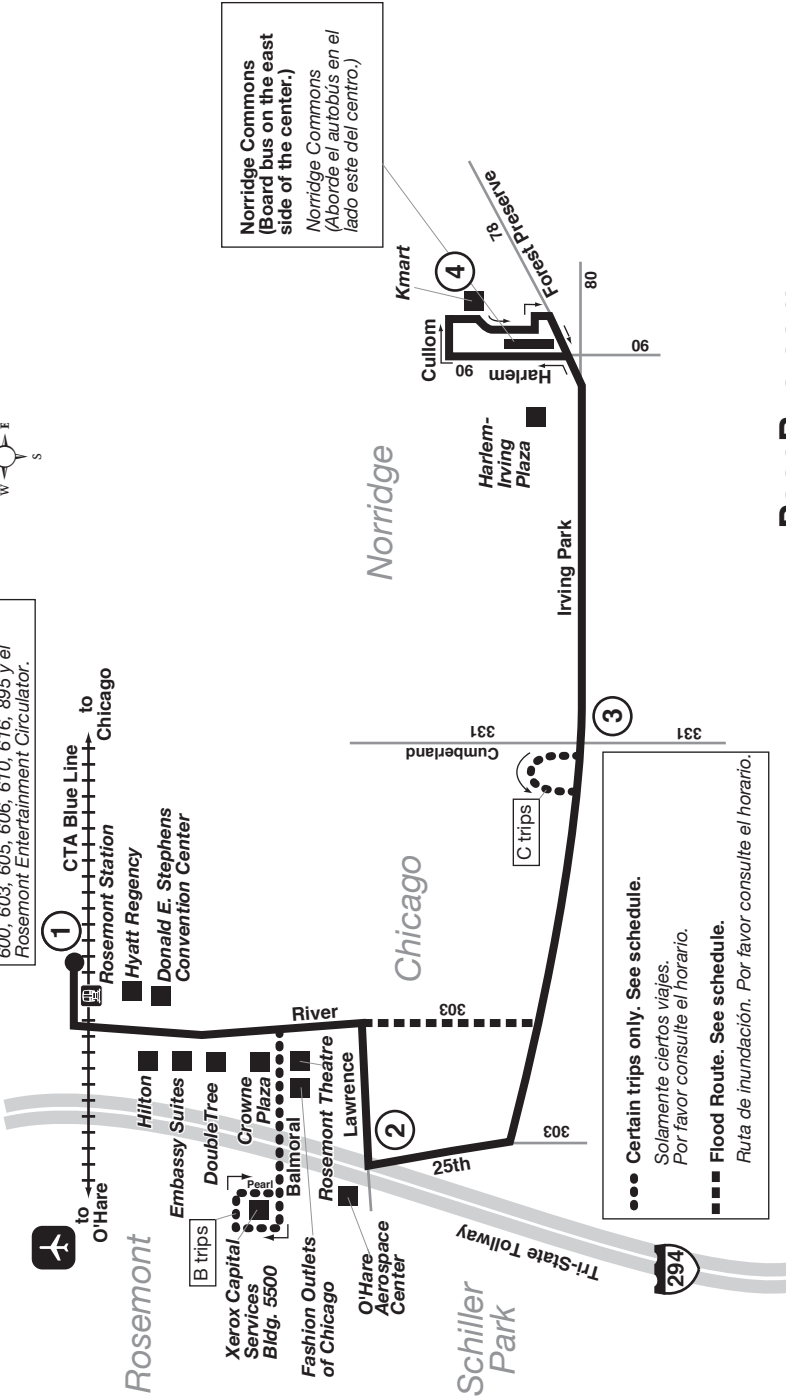 600, 603, 605, 606, 610, 616, 895 y el
Rosemont Entertainment Circulator.
W
E
S
to
O'Hare
CTA Blue Line
to
Chicago
1
Rosemont Station
Hyatt Regency
Donald E. Stephens
Convention Center
Rosemont
Hilton
Embassy Suites
DoubleTree
Crowne
Plaza
River
B trips
Pearl
Xerox Capital
Services
Bldg. 5500
Balmoral
Fashion Outlets
of Chicago
Rosemont Theatre
Lawrence
O'Hare
Aerospace
Center
2
25th
303
303
Chicago
Schiller
Park
Tri-State Tollway
294
C trips
Cumberland
331
331
3
Irving Park
Norridge
Harlem-
Irving
Plaza
Cullom
90
Harlem
Kmart
4
Forest Preserve
78
80
90
Norridge Commons
(Board bus on the east
side of the center.)
Norridge Commons
(Aborde el autobús en el
lado este del centro.)
Certain trips only. See schedule.
Solamente ciertos viajes.
Por favor consulte el horario.
Flood Route. See schedule.
Ruta de inundación. Por favor consulte el horario.